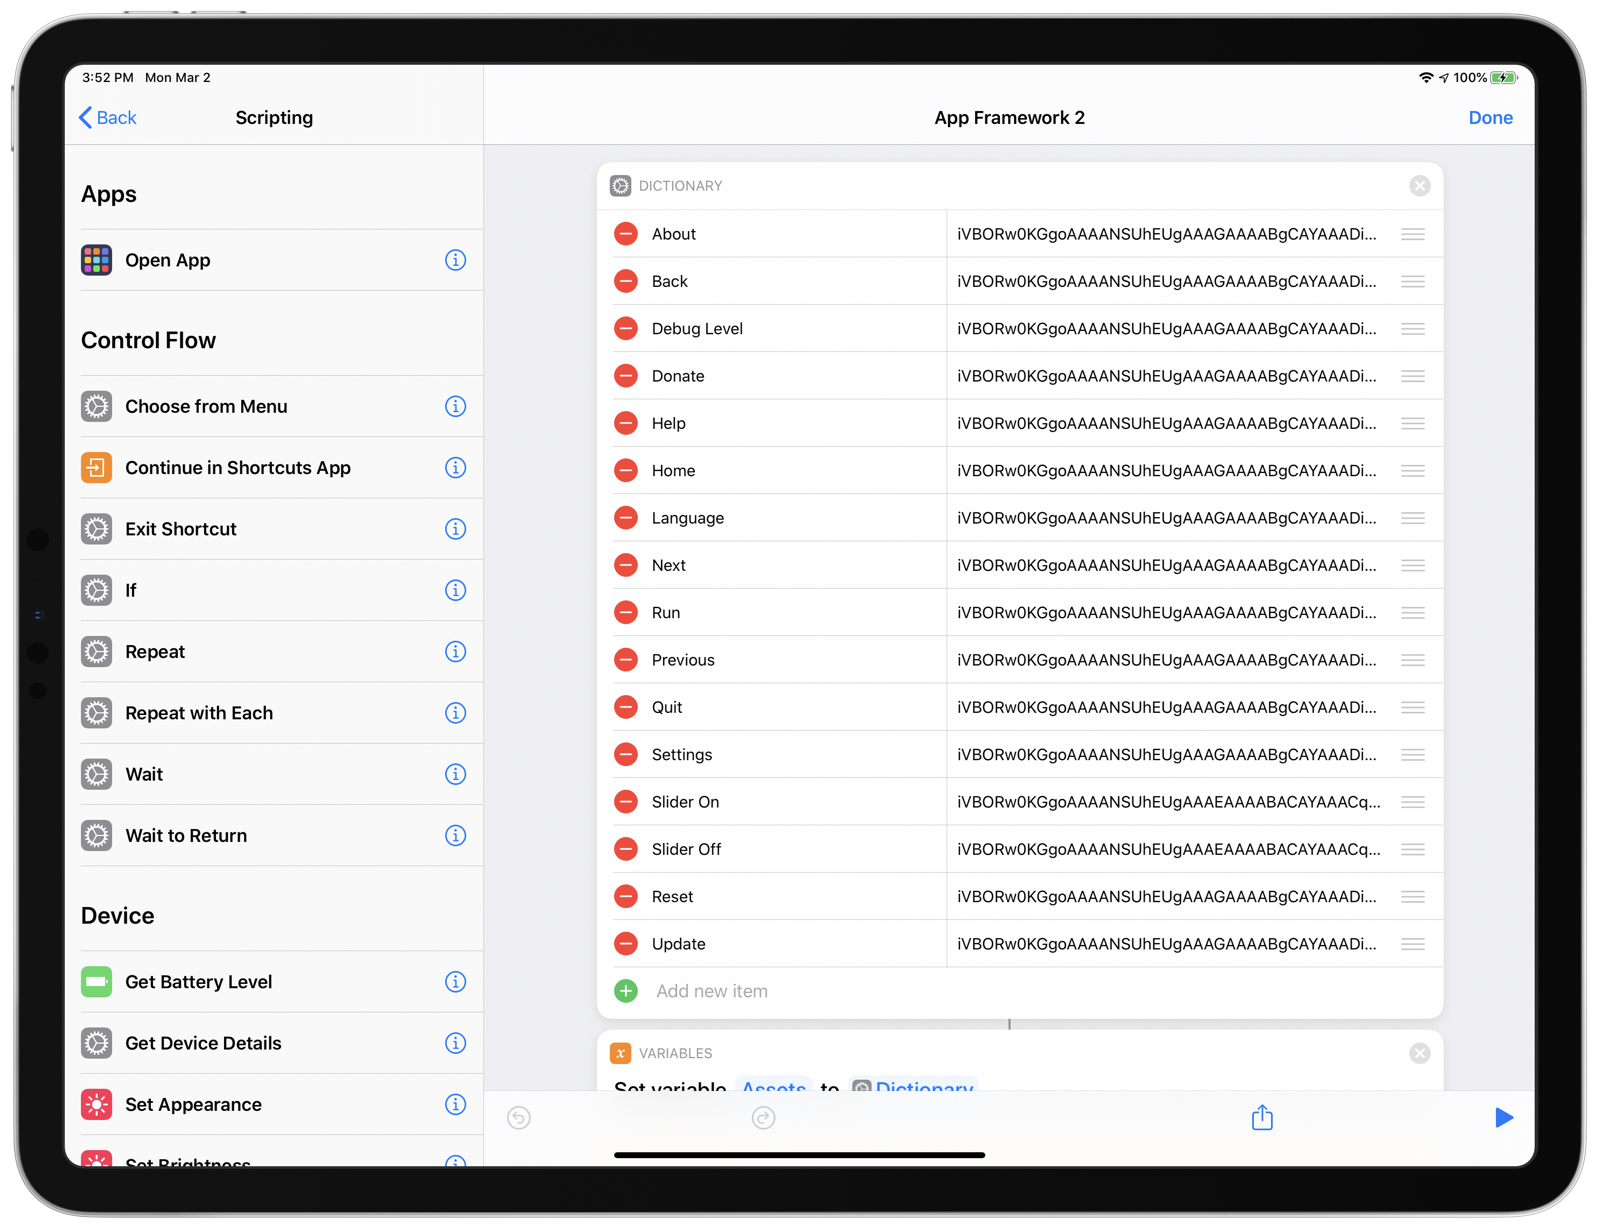 3:52 PM Mon Mar 2
100%
Back
Scripting
Apps
Open App
Control Flow
Choose from Menu
Continue in Shortcuts App
Exit Shortcut
If
Repeat
Repeat with Each
Wait
Wait to Return
Device
Get Battery Level
Get Device Details
Set Appearance
Set Brightness
App Framework 2
Done
DICTIONARY
About iVBORw0KGgoAAAANSUhEUgAAAGAAAABgCAYAAADi...
Back iVBORw0KGgoAAAANSUhEUgAAAGAAAABgCAYAAADi...
Debug Level iVBORw0KGgoAAAANSUhEUgAAAGAAAABgCAYAAADi...
Donate iVBORw0KGgoAAAANSUhEUgAAAGAAAABgCAYAAADi...
Help iVBORw0KGgoAAAANSUhEUgAAAGAAAABgCAYAAADi...
Home iVBORw0KGgoAAAANSUhEUgAAAGAAAABgCAYAAADi...
Language iVBORw0KGgoAAAANSUhEUgAAAGAAAABgCAYAAADi...
Next iVBORw0KGgoAAAANSUhEUgAAAGAAAABgCAYAAADi...
Run iVBORw0KGgoAAAANSUhEUgAAAGAAAABgCAYAAADi...
Previous iVBORw0KGgoAAAANSUhEUgAAAGAAAABgCAYAAADi...
Quit iVBORw0KGgoAAAANSUhEUgAAAGAAAABgCAYAAADi...
Settings iVBORw0KGgoAAAANSUhEUgAAAGAAAABgCAYAAADi...
Slider On iVBORw0KGgoAAAANSUhEUgAAAEAAAABACAYAAACq...
Slider Off iVBORw0KGgoAAAANSUhEUgAAAEAAAABACAYAAACq...
Reset iVBORw0KGgoAAAANSUhEUgAAAGAAAABgCAYAAADi...
Update iVBORw0KGgoAAAANSUhEUgAAAGAAAABgCAYAAADi...
Add new item
x VARIABLES
Set variable Assets to Dictionary